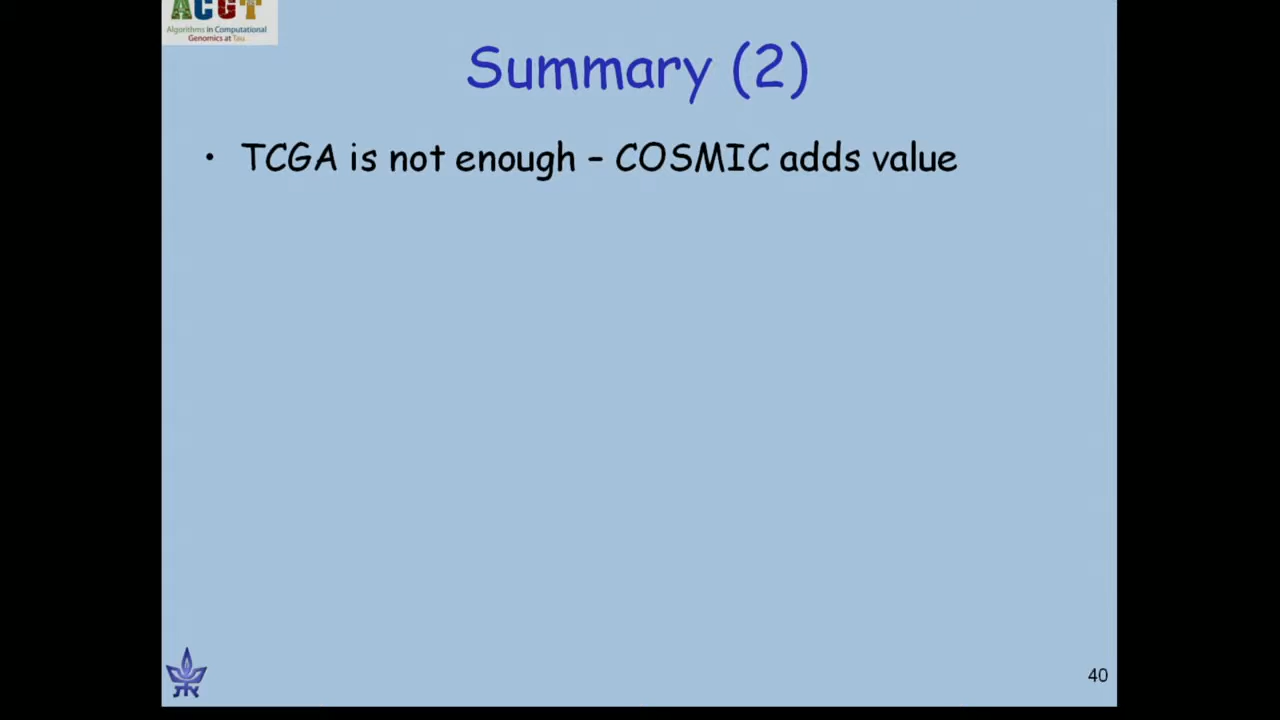 ACGT
Algorithms in Computational
Genomics at Tau
Summary (2)
• TCGA is not enough – COSMIC adds value
40